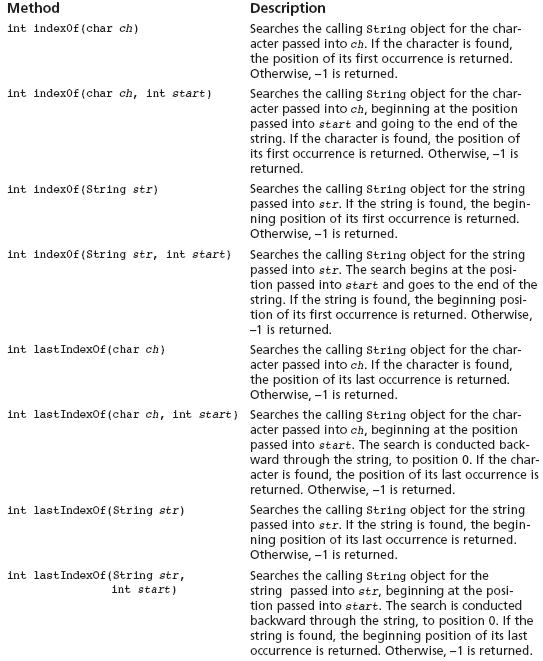 Method Description
int indexOf(char ch) Searches the calling String object for the char-
acter passed into ch. If the character is found,
the position of its first occurrence is returned.
Otherwise, –1 is returned.
int indexOf(char ch, int start) Searches the calling String object for the char-
acter passed into ch, beginning at the position
passed into start and going to the end of the
string. If the character is found, the position of
its first occurrence is returned. Otherwise, –1 is
returned.
int indexOf(String str) Searches the calling String object for the string
passed into str. If the string is found, the begin-
ning position of its first occurrence is returned.
Otherwise, –1 is returned.
int indexOf(String str, int start) Searches the calling String object for the string
passed into str. The search begins at the posi-
tion passed into start and goes to the end of the
string. If the string is found, the beginning posi-
tion of its first occurrence is returned. Otherwise,
–1 is returned.
int lastIndexOf(char ch) Searches the calling String object for the char-
acter passed into ch. If the character is found,
the position of its last occurrence is returned.
Otherwise, –1 is returned.
int lastIndexOf(char ch, int start) Searches the calling String object for the char-
acter passed into ch, beginning at the position
passed into start. The search is conducted back-
ward through the string, to position 0. If the char-
acter is found, the position of its last occurrence is
returned. Otherwise, –1 is returned.
int lastIndexOf(String str) Searches the calling String object for the string
passed into str. If the string is found, the begin-
ning position of its last occurrence is returned.
Otherwise, –1 is returned.
int lastIndexOf(String str, Searches the calling String object for the
int start) string passed into str, beginning at the posi-
tion passed into start. The search is conducted
backward through the string, to position 0. If the
string is found, the beginning position of its last
occurrence is returned. Otherwise, –1 is returned.